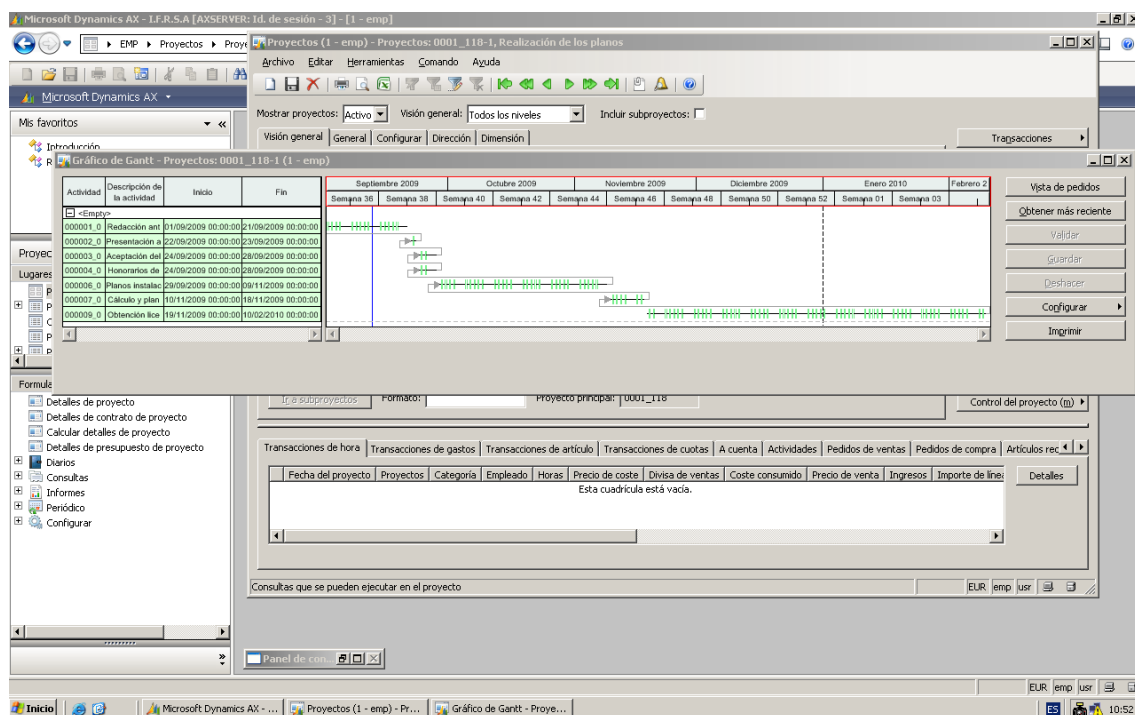 Microsoft Dynamics AX - I.F.R.S.A [AXSERVER: Id. de sesión - 3] - [1 - emp]
EMP Proyectos Proye
Microsoft Dynamics AX
Mis favoritos
Introducción
Proyectos (1 - emp) - Proyectos: 0001_118-1, Realización de los planos
Archivo Editar Herramientas Comando Ayuda
Mostrar proyectos: Activo Visión general: Todos los niveles Incluir subproyectos:
Visión general General Configurar Dirección Dimensión Transacciones
Gráfico de Gantt - Proyectos: 0001_118-1 (1 - emp)
Septiembre 2009 Octubre 2009 Noviembre 2009 Diciembre 2009 Enero 2010 Febrero 2
Actividad Descripción de la actividad Inicio Fin
Semana 36 Semana 38 Semana 40 Semana 42 Semana 44 Semana 46 Semana 48 Semana 50 Semana 52 Semana 01 Semana 03
<Empty>
000001_0 Redacción ant 01/09/2009 00:00:00 21/09/2009 00:00:00
000002_0 Presentación a 22/09/2009 00:00:00 23/09/2009 00:00:00
000003_0 Aceptación del 24/09/2009 00:00:00 28/09/2009 00:00:00
000004_0 Honorarios de 24/09/2009 00:00:00 28/09/2009 00:00:00
000006_0 Planos instalac 29/09/2009 00:00:00 09/11/2009 00:00:00
000007_0 Cálculo y plan 10/11/2009 00:00:00 18/11/2009 00:00:00
000009_0 Obtención lice 19/11/2009 00:00:00 10/02/2010 00:00:00
Vista de pedidos
Obtener más reciente
Validar
Guardar
Deshacer
Configurar
Imprimir
Proyec
Lugares
Formula
Detalles de proyecto
Detalles de contrato de proyecto
Calcular detalles de proyecto
Detalles de presupuesto de proyecto
Diarios
Consultas
Informes
Periódico
Configurar
Ir a subproyectos Formato: Proyecto principal: 0001_118 Control del proyecto (m)
Transacciones de hora Transacciones de gastos Transacciones de artículo Transacciones de cuotas A cuenta Actividades Pedidos de ventas Pedidos de compra Artículos rec
Fecha del proyecto Proyectos Categoría Empleado Horas Precio de coste Divisa de ventas Coste consumido Precio de venta Ingresos Importe de línea Detalles
Esta cuadrícula está vacía.
Consultas que se pueden ejecutar en el proyecto EUR emp usr
Panel de con...
EUR emp usr
Inicio Microsoft Dynamics AX - ... Proyectos (1 - emp) - Pr... Gráfico de Gantt - Proye... ES 10:52